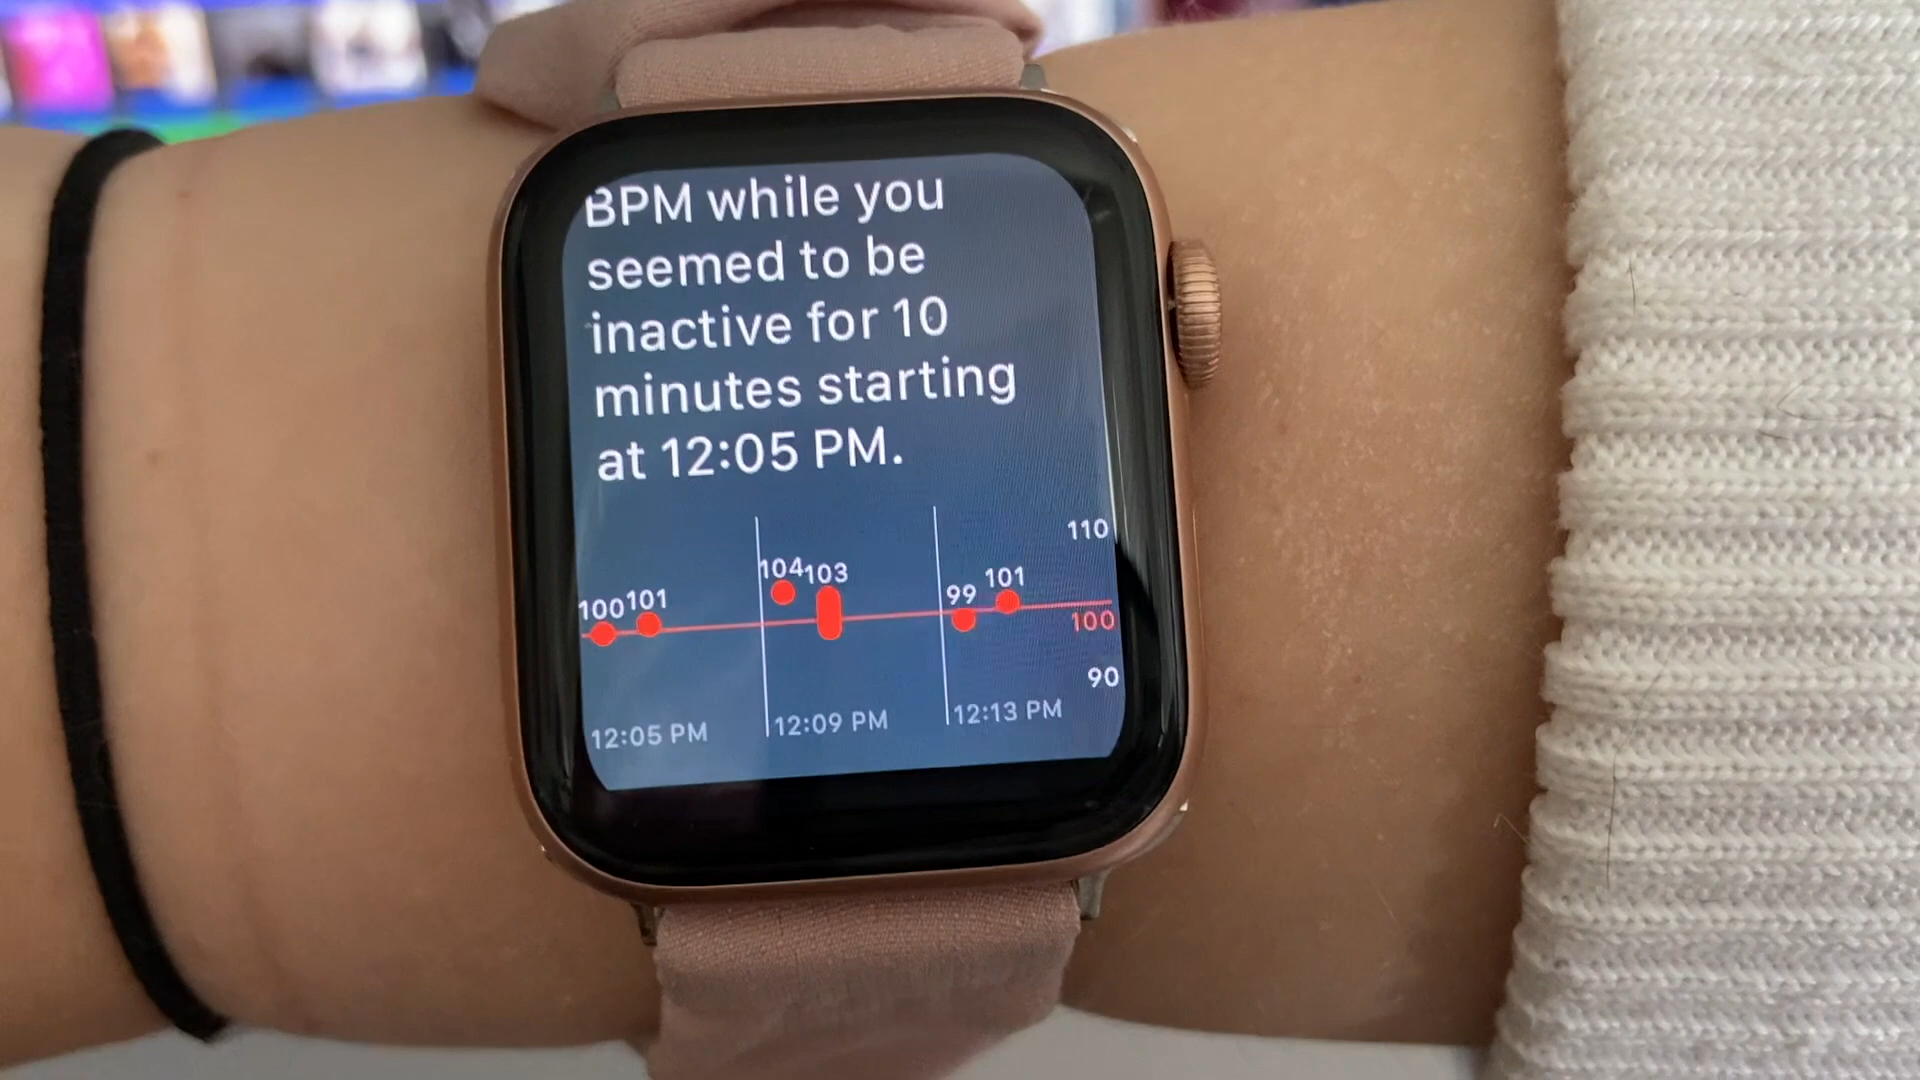 BPM while you
seemed to be
inactive for 10
minutes starting
at 12:05 PM.
110
104 103
100 101
99 101
100
90
12:05 PM 12:09 PM 12:13 PM